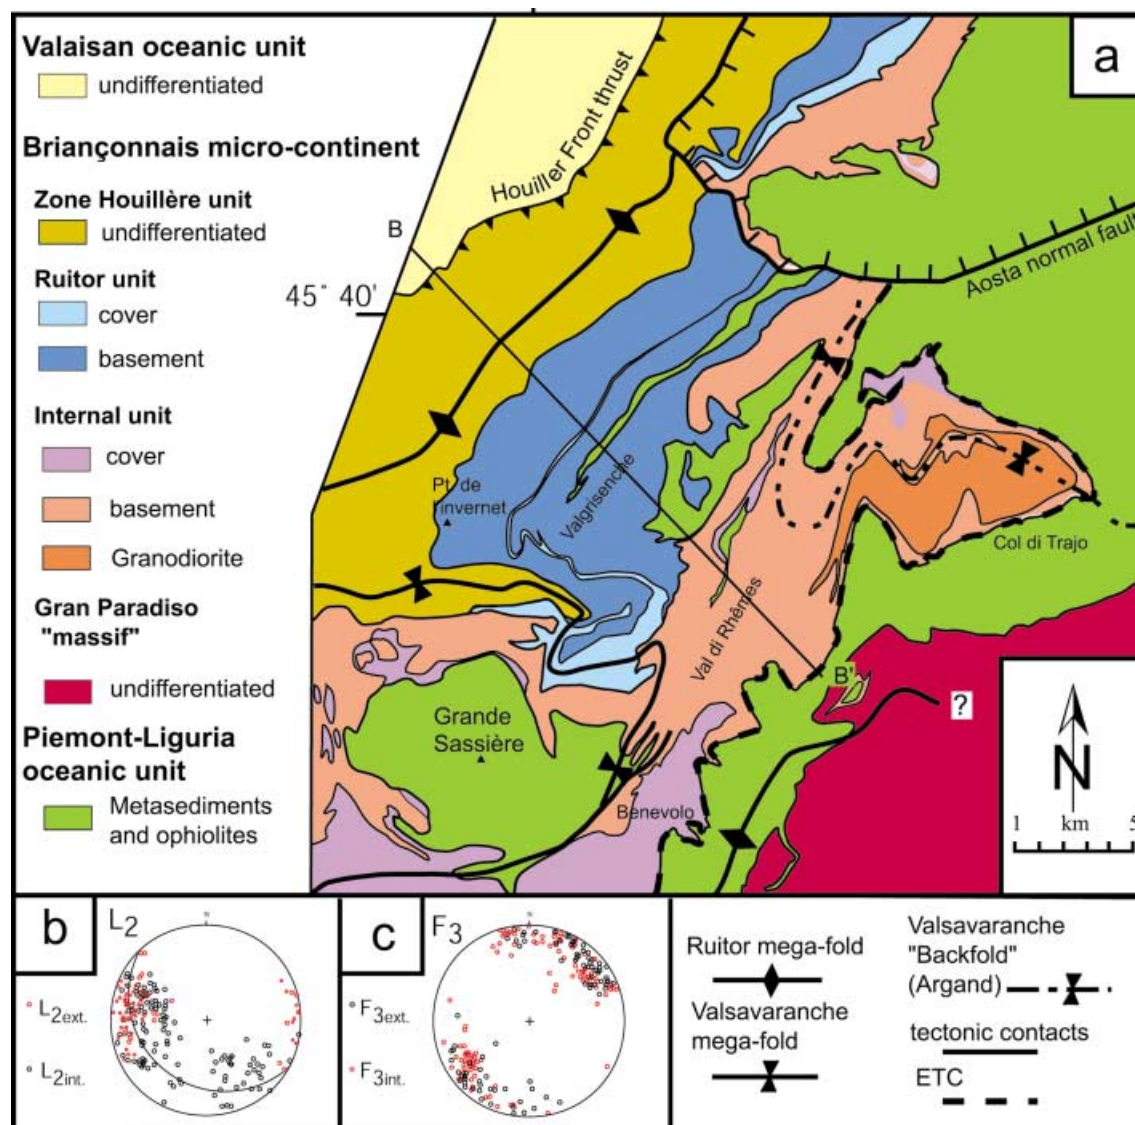 Valaisan oceanic unit
undifferentiated
Briançonnais micro-continent
Zone Houillère unit
undifferentiated
Ruitor unit
cover
basement
Internal unit
cover
basement
Granodiorite
Gran Paradiso
"massif"
undifferentiated
Piemont-Liguria
oceanic unit
Metasediments
and ophiolites
a
Houiller Front thrust
B
45° 40'
Aosta normal fault
Pt. de
l'invernet
Valgrisenche
Col di Trajo
Val di Rhêmes
B'
?
Grande
Sassière
Benevolo
N
1 km 5
b
L2
N
L2ext.
L2int.
c
F3
N
F3ext.
F3int.
Ruitor mega-fold
Valsavaranche
mega-fold
Valsavaranche
"Backfold"
(Argand)
tectonic contacts
ETC